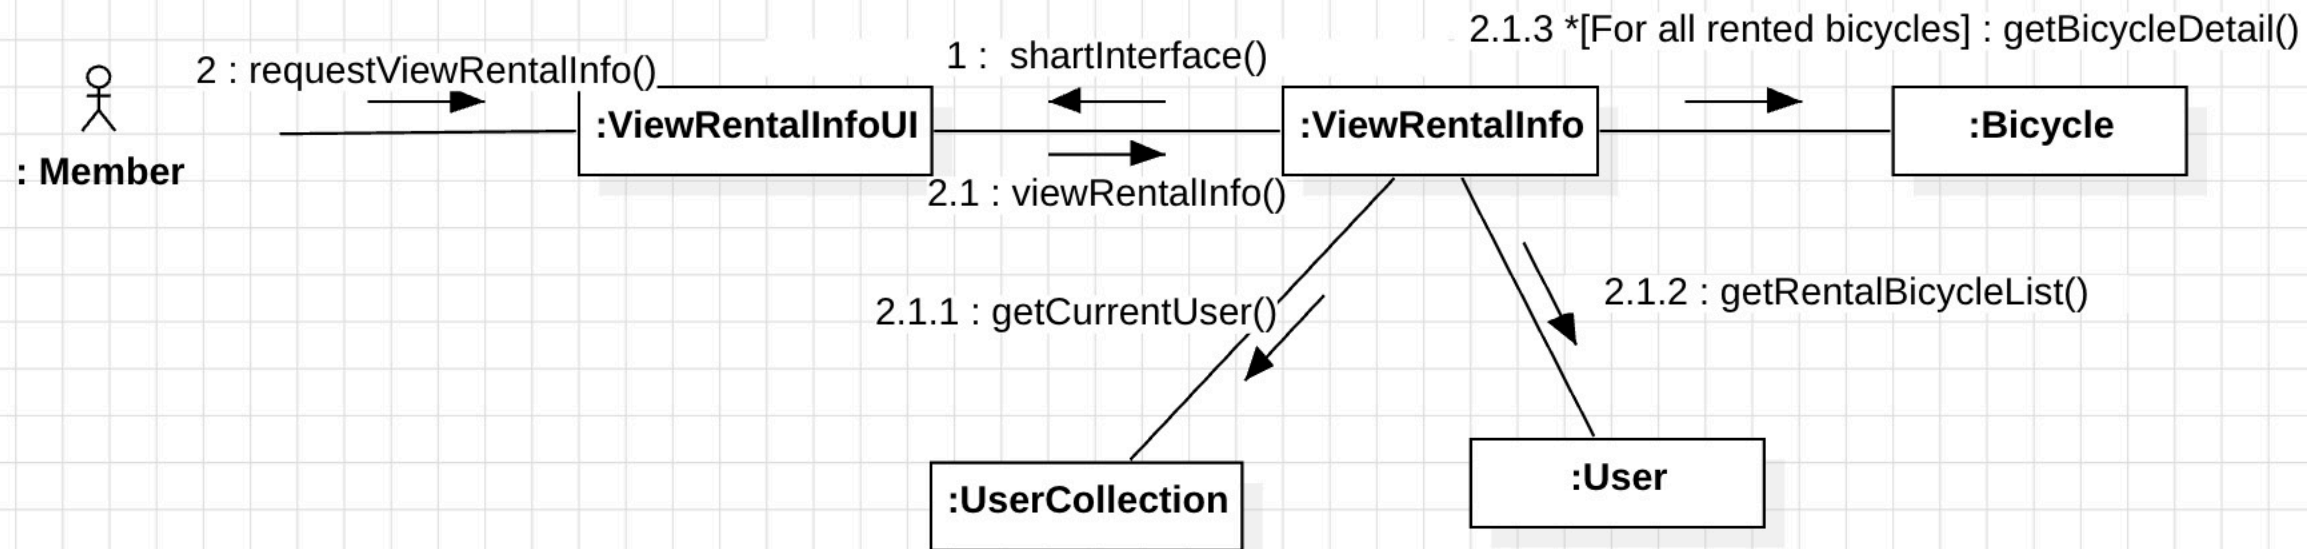 2.1.3 *[For all rented bicycles] : getBicycleDetail()
1 : shartInterface()
2 : requestViewRentalInfo()
:ViewRentalInfoUI
:ViewRentalInfo
:Bicycle
: Member
2.1 : viewRentalInfo()
2.1.1 : getCurrentUser()
2.1.2 : getRentalBicycleList()
:User
:UserCollection